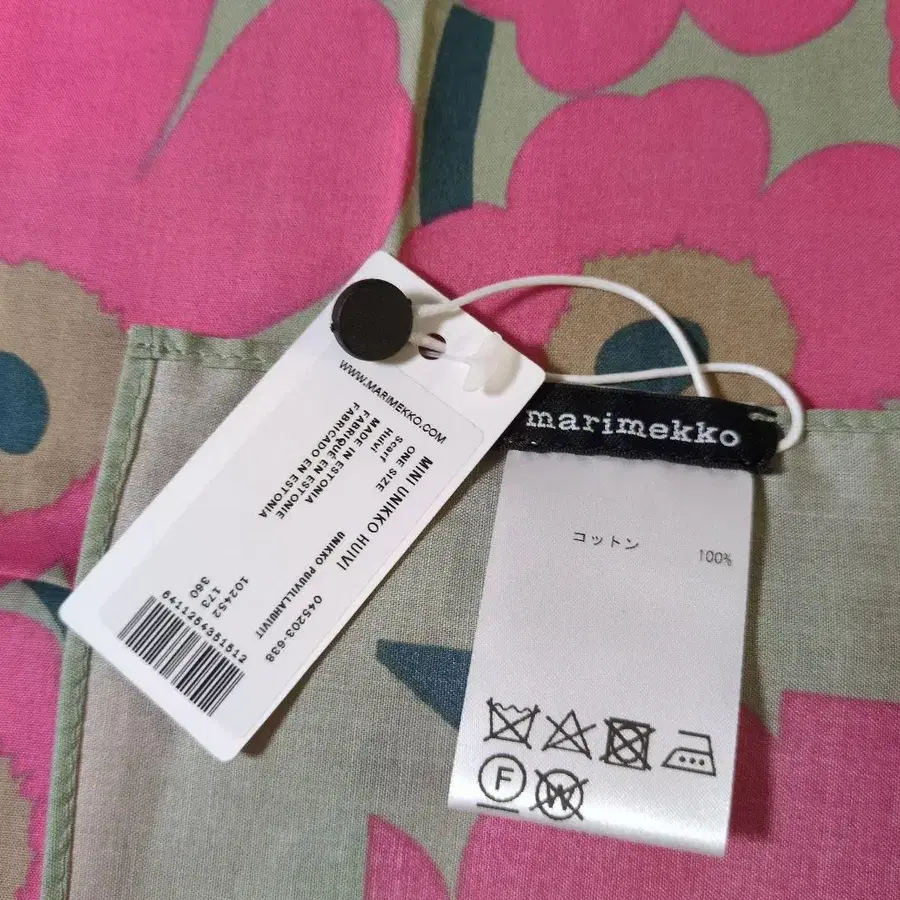 WWW.MARIMEKKO.COM
MADE IN ESTONIA
FABRIQUÉ EN ESTONIE
FABRICADO EN ESTONIA
ONE SIZE
Scarf
Huivi
MINI UNIKKO HUIVI
UNIKKO PUUVILLAHUIVIT
045203-638
102452
173
360
6411254351512
marimekko
コットン 100%
F
W